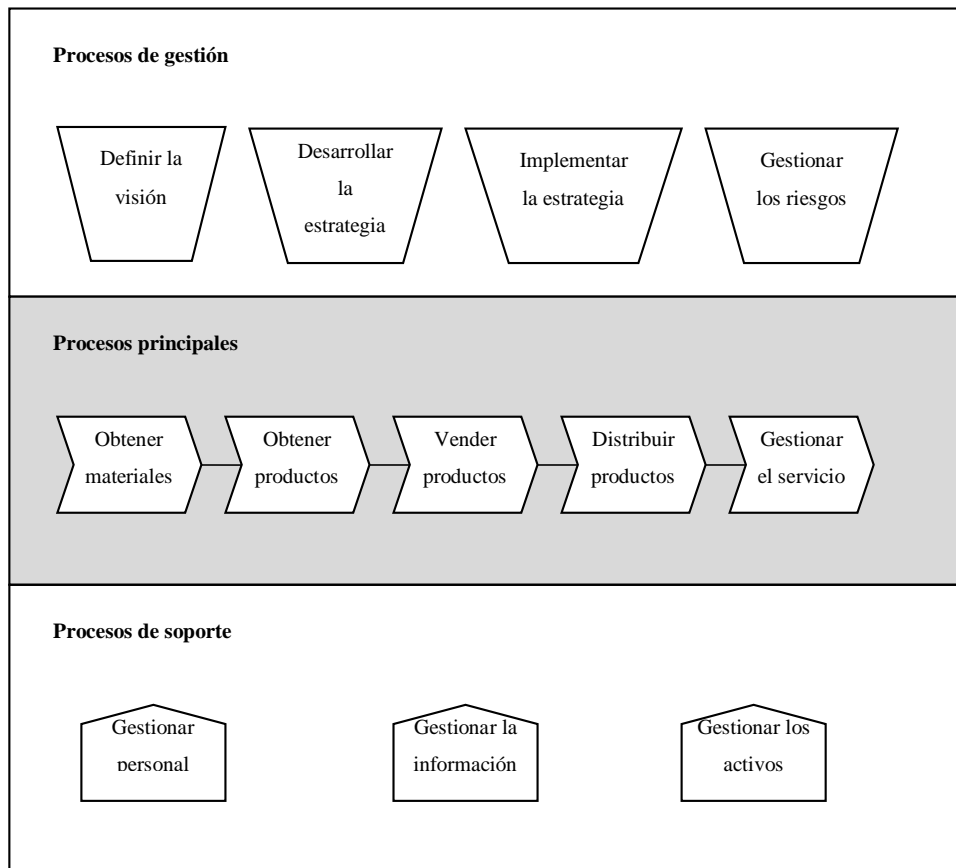 Procesos de gestión
Definir la
visión
Desarrollar
la
estrategia
Implementar
la estrategia
Gestionar
los riesgos
Procesos principales
Obtener
materiales
Obtener
productos
Vender
productos
Distribuir
productos
Gestionar
el servicio
Procesos de soporte
Gestionar
personal
Gestionar la
información
Gestionar los
activos